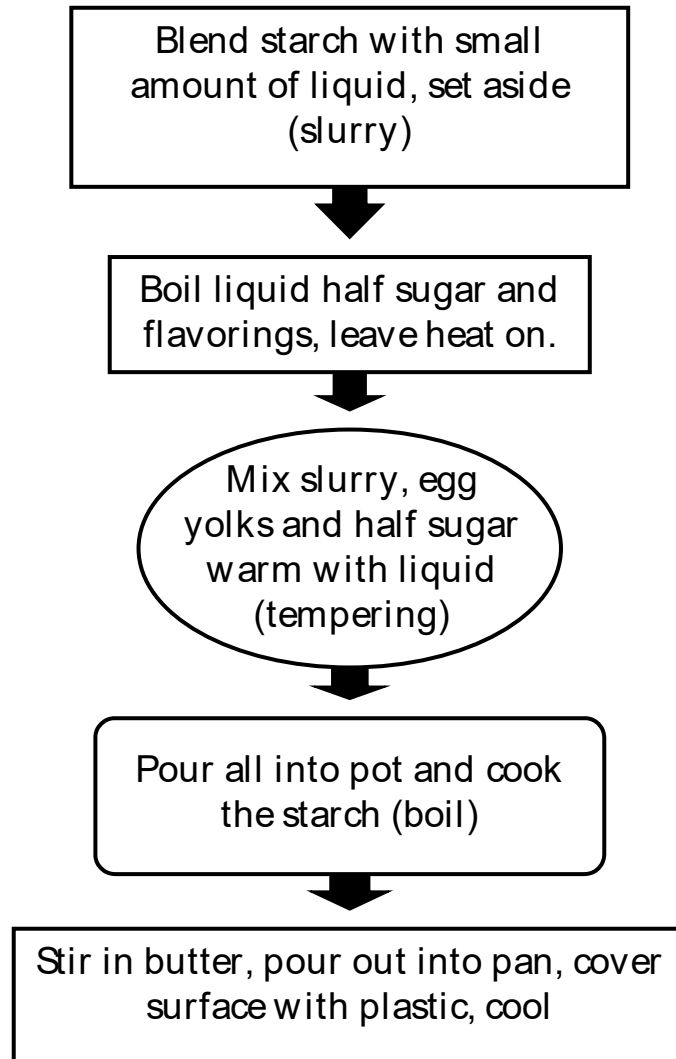 Blend starch with small
amount of liquid, set aside
(slurry)
Boil liquid half sugar and
flavorings, leave heat on.
Mix slurry, egg
yolks and half sugar
warm with liquid
(tempering)
Pour all into pot and cook
the starch (boil)
Stir in butter, pour out into pan, cover
surface with plastic, cool